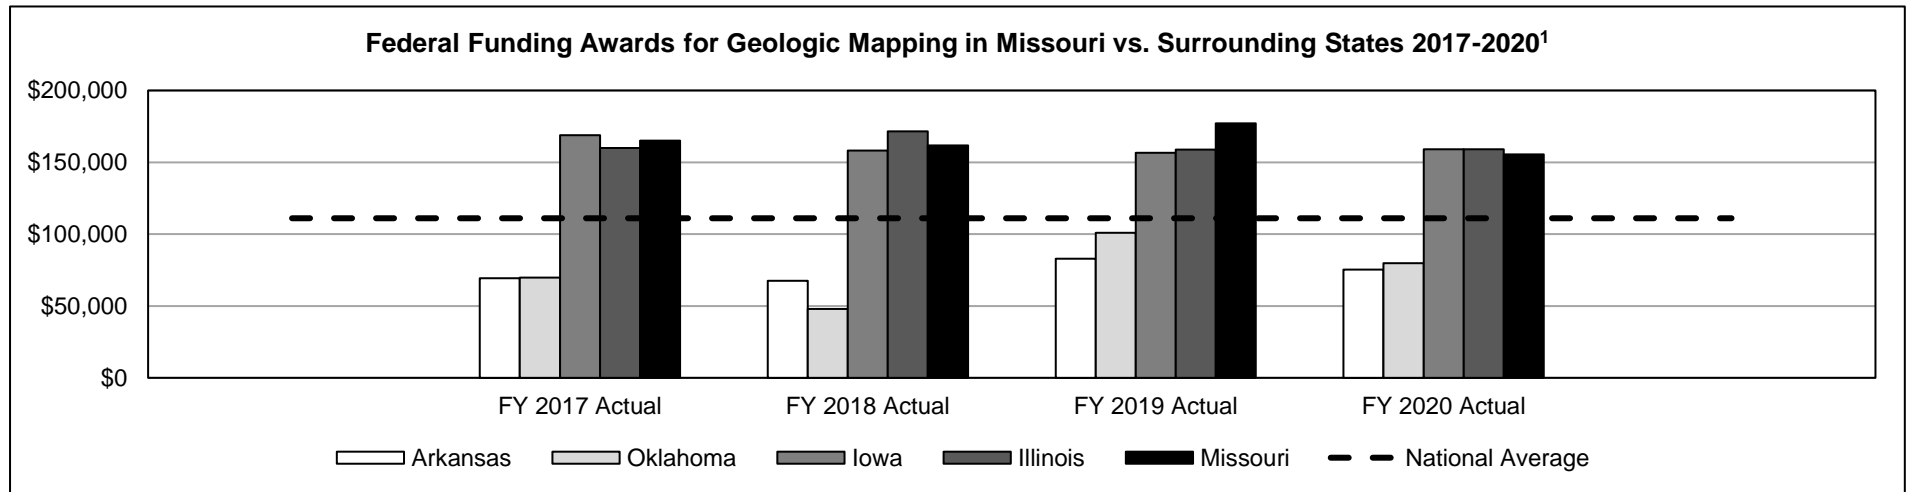 Federal Funding Awards for Geologic Mapping in Missouri vs. Surrounding States 2017-2020¹
$200,000
$150,000
$100,000
$50,000
$0
FY 2017 Actual FY 2018 Actual FY 2019 Actual FY 2020 Actual
Arkansas Oklahoma Iowa Illinois Missouri National Average